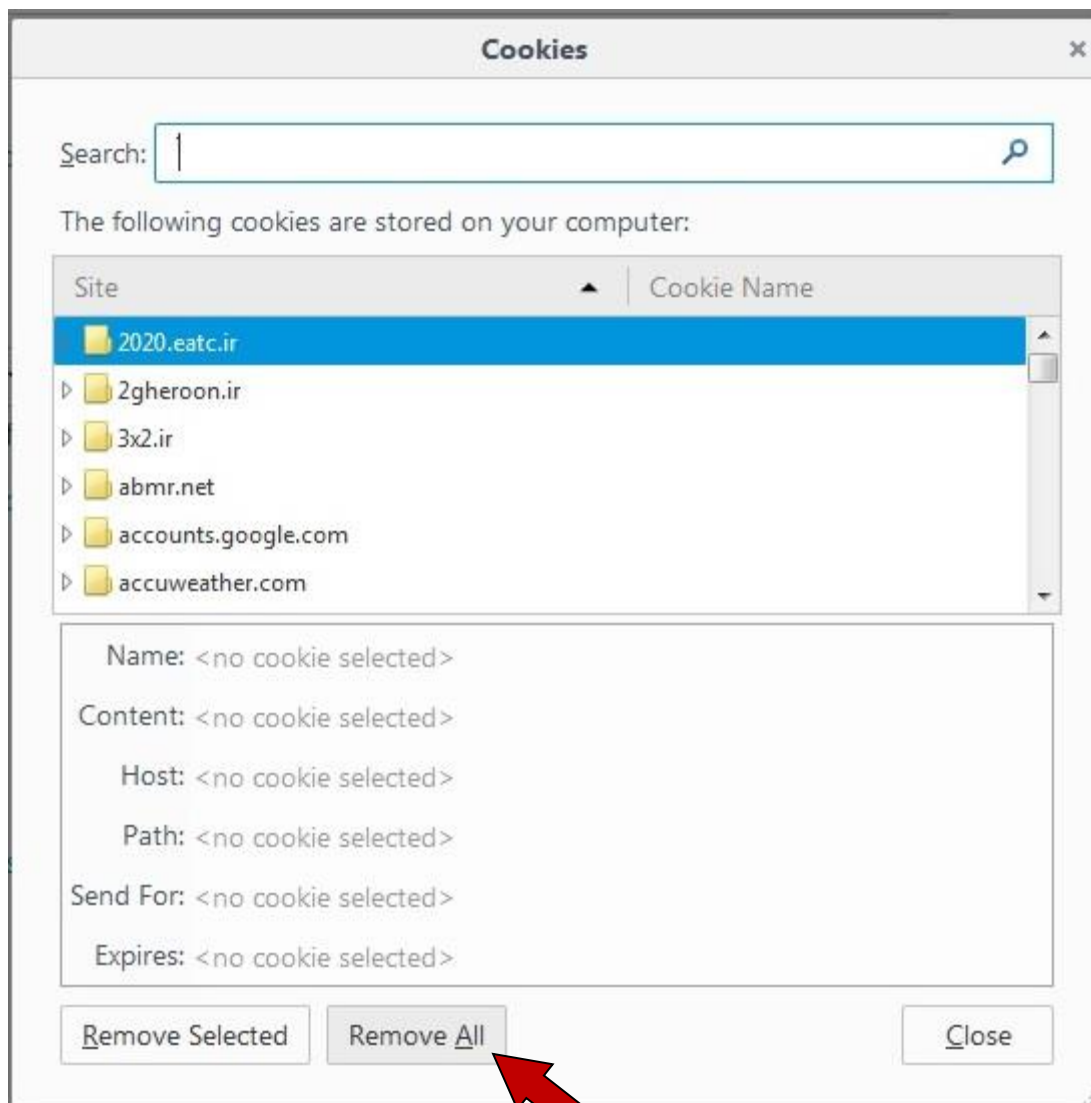 Cookies
Search:
The following cookies are stored on your computer:
Site Cookie Name
2020.eatc.ir
2gheroon.ir
3x2.ir
abmr.net
accounts.google.com
accuweather.com
Name: <no cookie selected>
Content: <no cookie selected>
Host: <no cookie selected>
Path: <no cookie selected>
Send For: <no cookie selected>
Expires: <no cookie selected>
Remove Selected Remove All Close